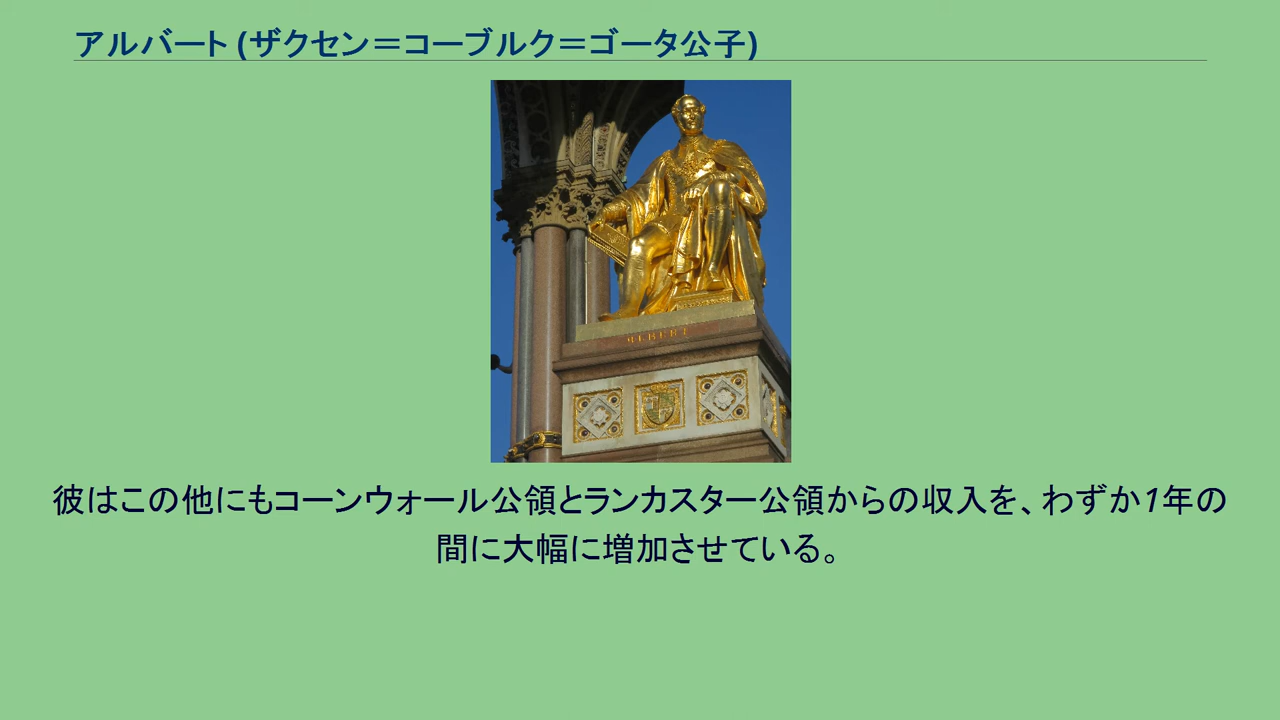 アルバート (ザクセン＝コーブルク＝ゴータ公子)
ALBERT
彼はこの他にもコーンウォール公領とランカスター公領からの収入を、わずか1年の
間に大幅に増加させている。